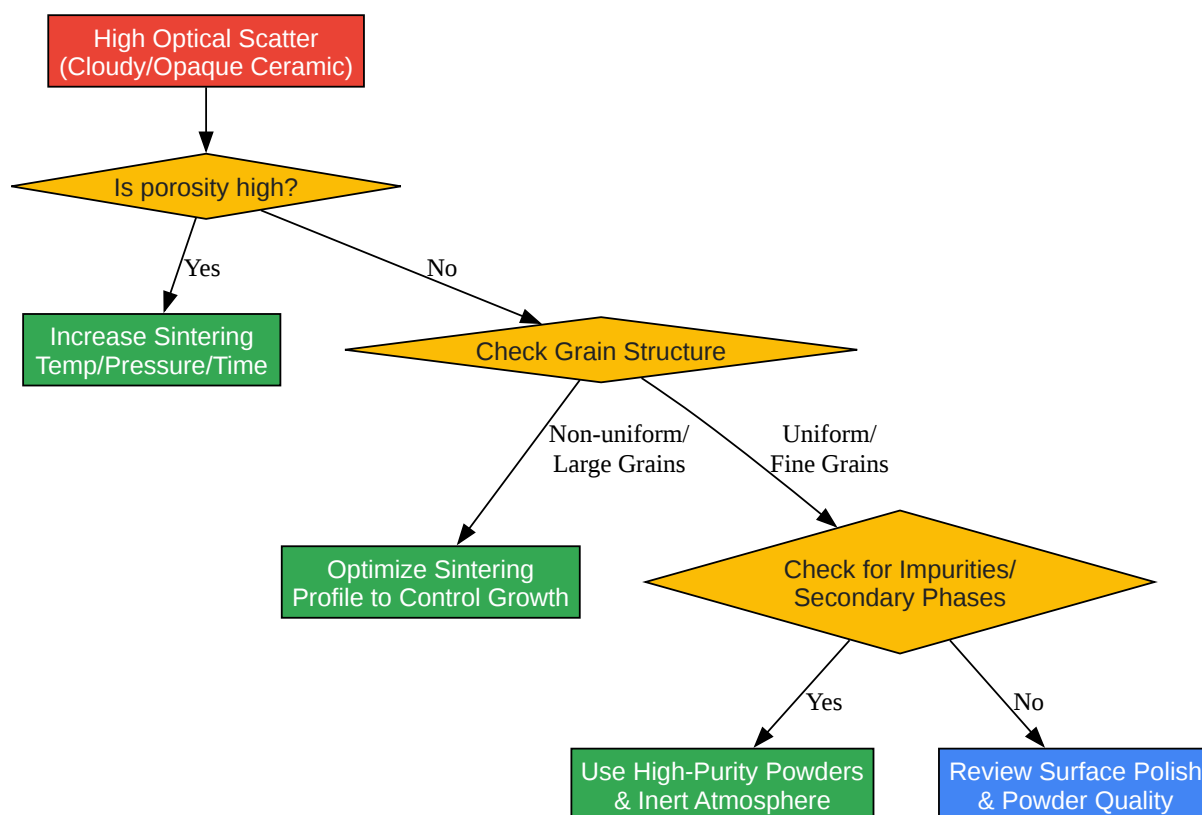 High Optical Scatter
(Cloudy/Opaque Ceramic)
Is porosity high?
Yes
No
Increase Sintering
Temp/Pressure/Time
Check Grain Structure
Non-uniform/
Large Grains
Uniform/
Fine Grains
Optimize Sintering
Profile to Control Growth
Check for Impurities/
Secondary Phases
Yes
No
Use High-Purity Powders
& Inert Atmosphere
Review Surface Polish
& Powder Quality